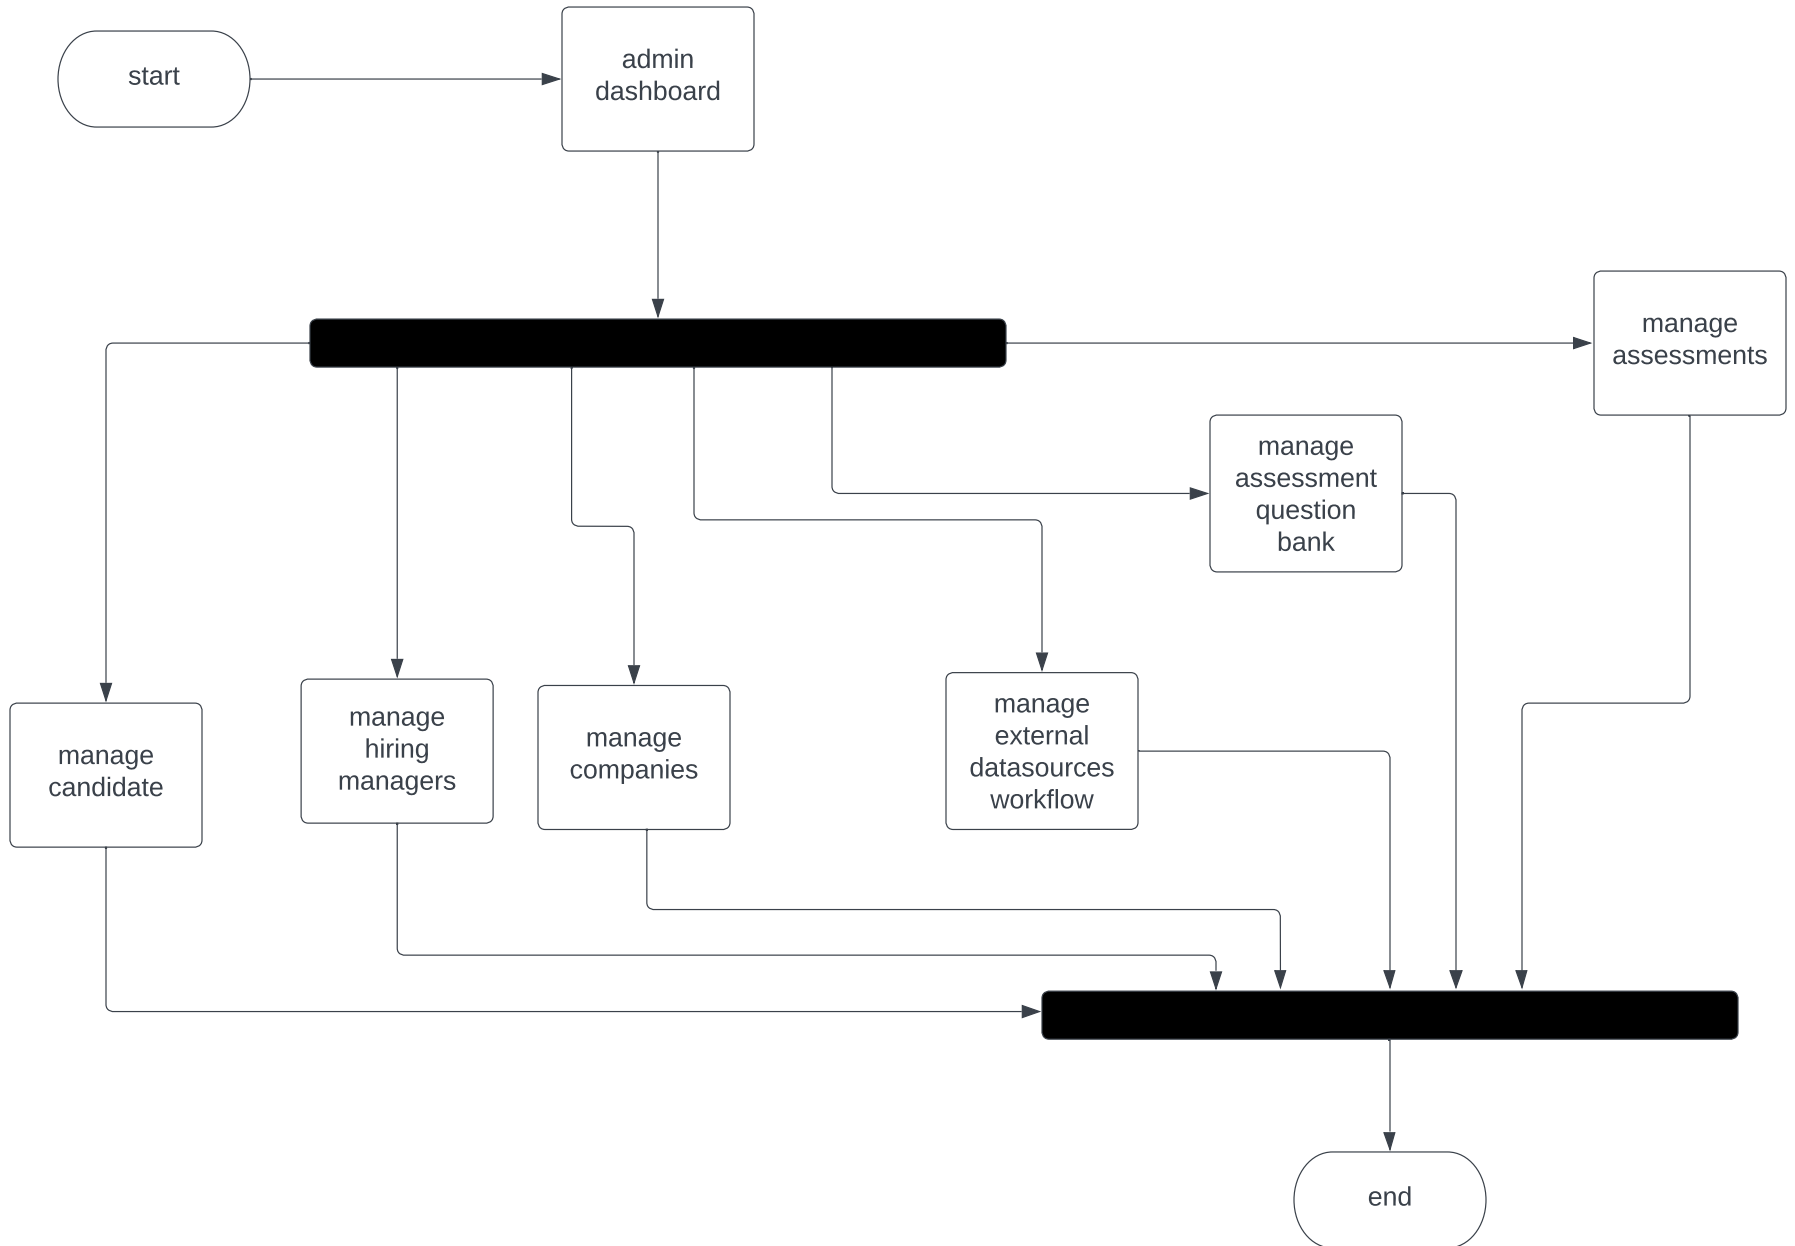 start
admin
dashboard
manage
assessments
manage
assessment
question
bank
manage
candidate
manage
hiring
managers
manage
companies
manage
external
datasources
workflow
end